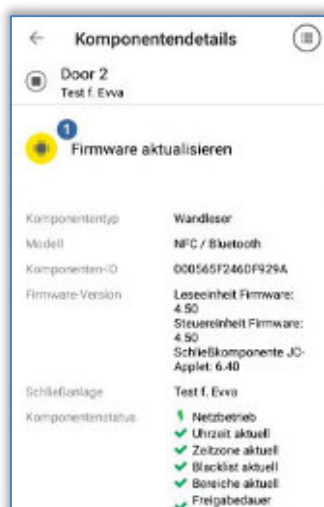 Komponentendetails
Door 2
Test f. Evva
1
Firmware aktualisieren
Komponententyp Wandleser
Modell NFC / Bluetooth
Komponenten-ID 000565F246DF929A
Firmware-Version Leseeinheit Firmware:
4.50
Steuereinheit Firmware:
4.50
Schließkomponente JC-
Applet: 6.40
Schließanlage Test f. Evva
Komponentenstatus Netzbetrieb
Uhrzeit aktuell
Zeitzone aktuell
Blacklist aktuell
Bereiche aktuell
Freigabedauer